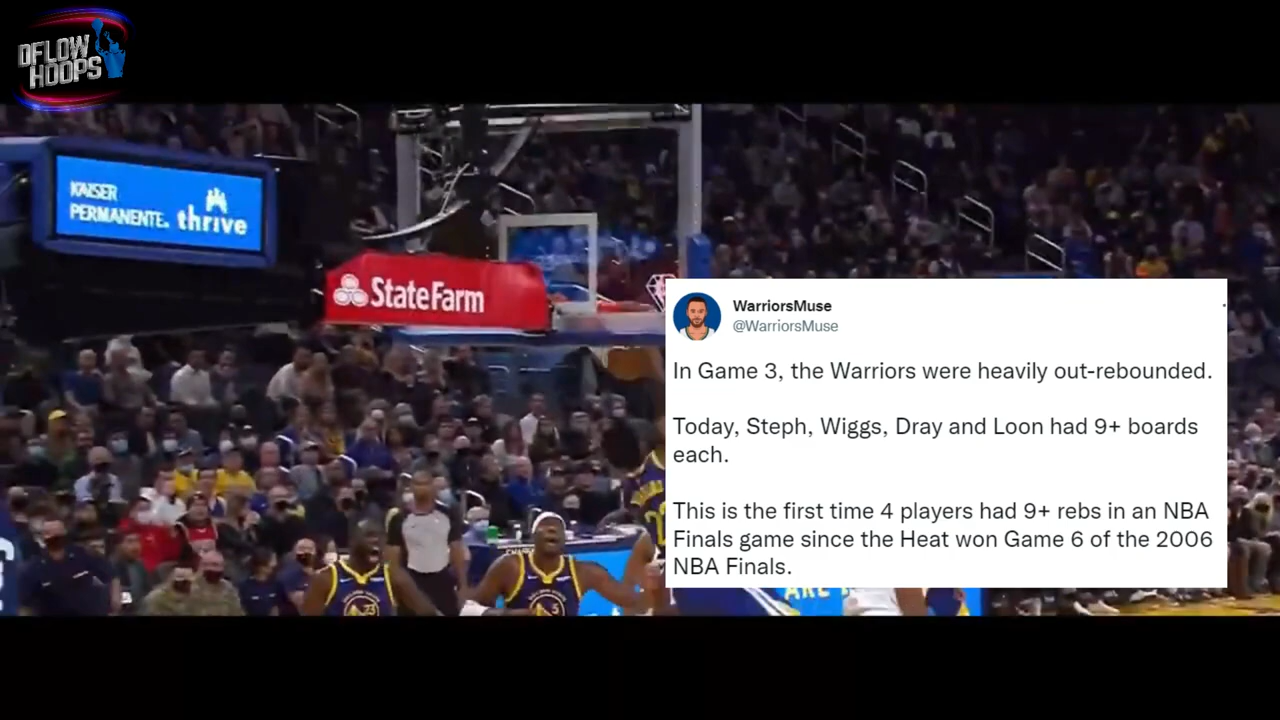 DFLOW
HOOPS
KAISER
PERMANENTE.
thrive
StateFarm
WarriorsMuse
@WarriorsMuse
In Game 3, the Warriors were heavily out-rebounded.
Today, Steph, Wiggs, Dray and Loon had 9+ boards
each.
This is the first time 4 players had 9+ rebs in an NBA
Finals game since the Heat won Game 6 of the 2006
NBA Finals.
23
5